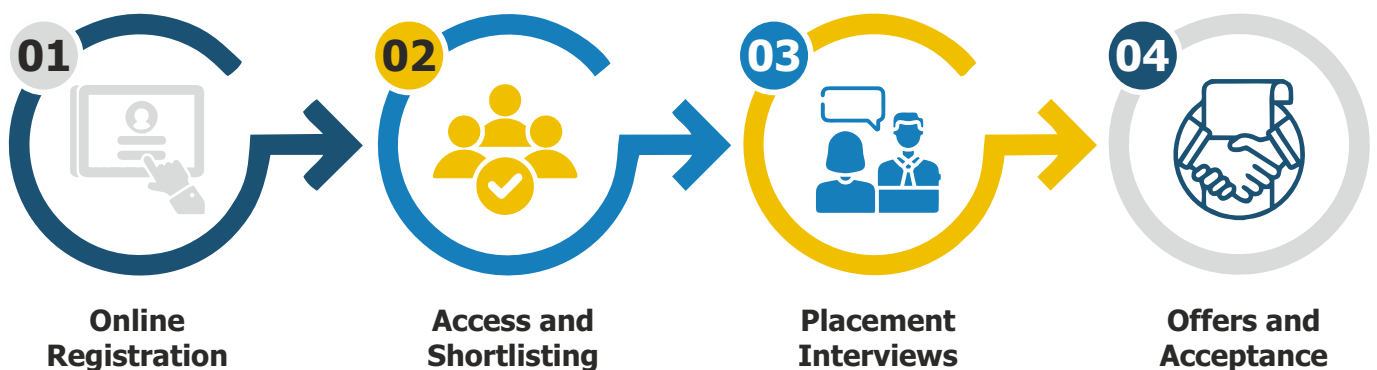 01
02
03
04
Online
Registration
Access and
Shortlisting
Placement
Interviews
Offers and
Acceptance